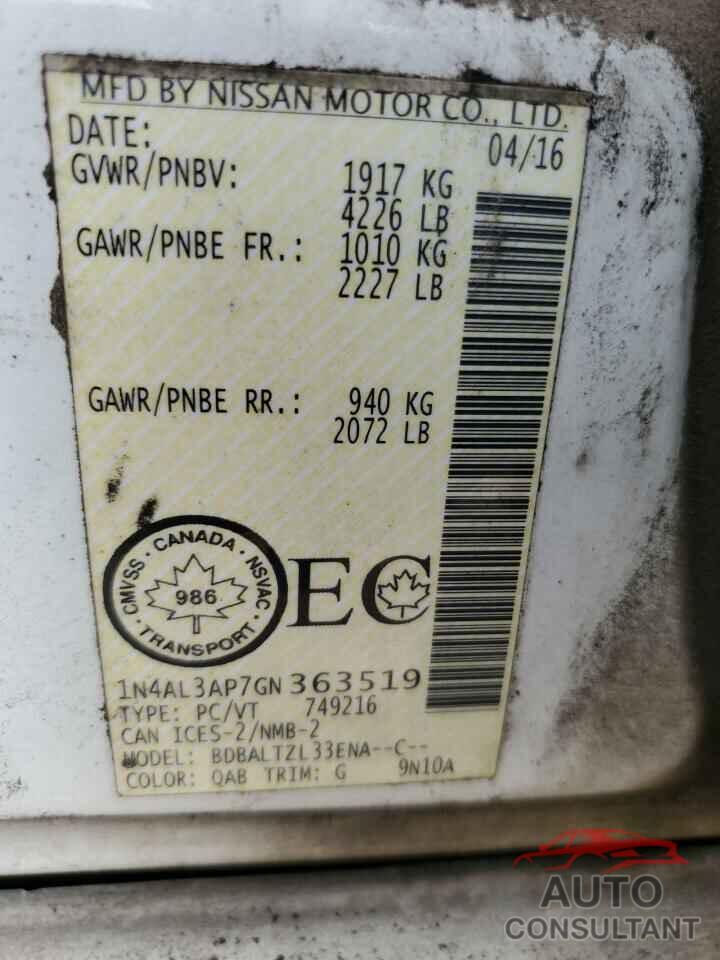 MFD BY NISSAN MOTOR CO., LTD.
DATE: 04/16
GVWR/PNBV: 1917 KG
4226 LB
GAWR/PNBE FR.: 1010 KG
2227 LB
GAWR/PNBE RR.: 940 KG
2072 LB
CMVSS · CANADA · NSVAC · TRANSPORT ·
986
EC
1N4AL3AP7GN363519
TYPE: PC/VT 749216
CAN ICES-2/NMB-2
MODEL: BDBALTZL33ENA--C--
COLOR: QAB TRIM: G 9N10A
AUTO
CONSULTANT